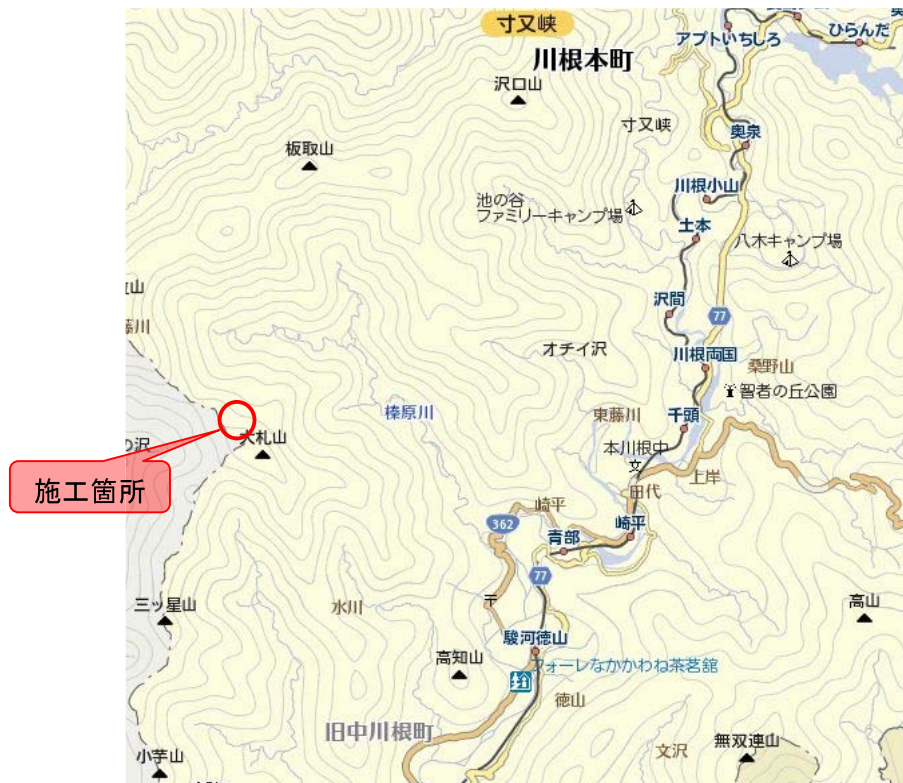 寸又峡
川根本町
アプトいちしろ
ひらんだ
沢口山
寸又峡
奥泉
板取山
川根小山
池の谷
ファミリーキャンプ場
土本
八木キャンプ場
沢間
77
藤川
オチイ沢
川根両国
桑野山
智者の丘公園
榛原川
東藤川
千頭
大札山
の沢
本川根中
文
上岸
田代
施工箇所
崎平
362
崎平
青部
77
三ッ星山
水川
〒
高山
駿河徳山
高知山
フォーレなかかわね茶茗舘
徳山
旧中川根町
無双連山
文沢
小芋山